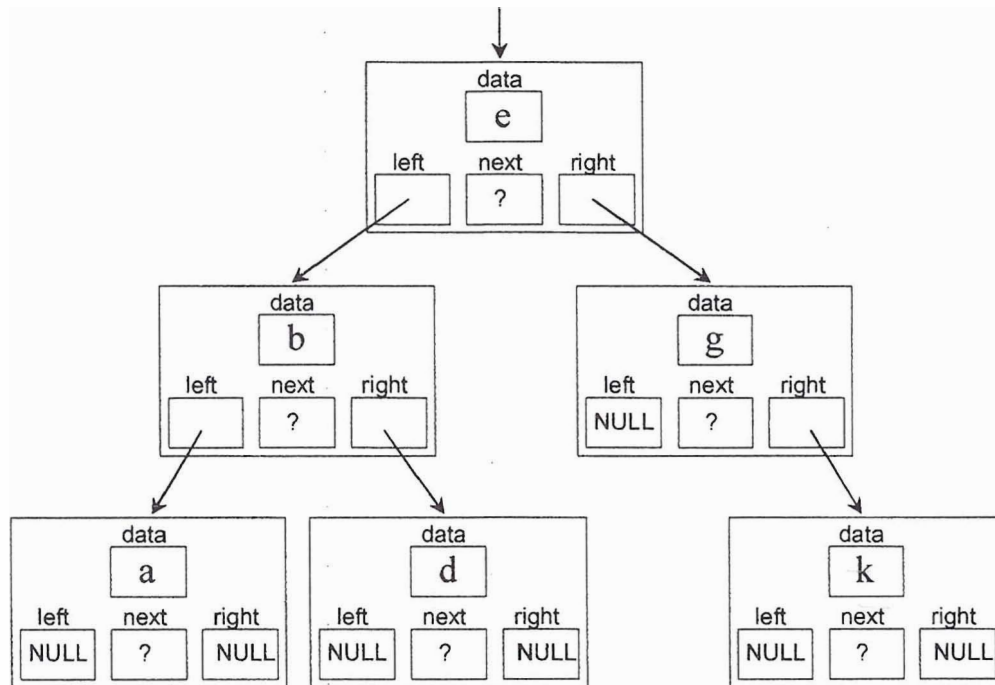 data
e
left next right
?
data data
b g
left next right left next right
? NULL ?
data data data
a d k
left next right left next right left next right
NULL ? NULL NULL ? NULL NULL ? NULL